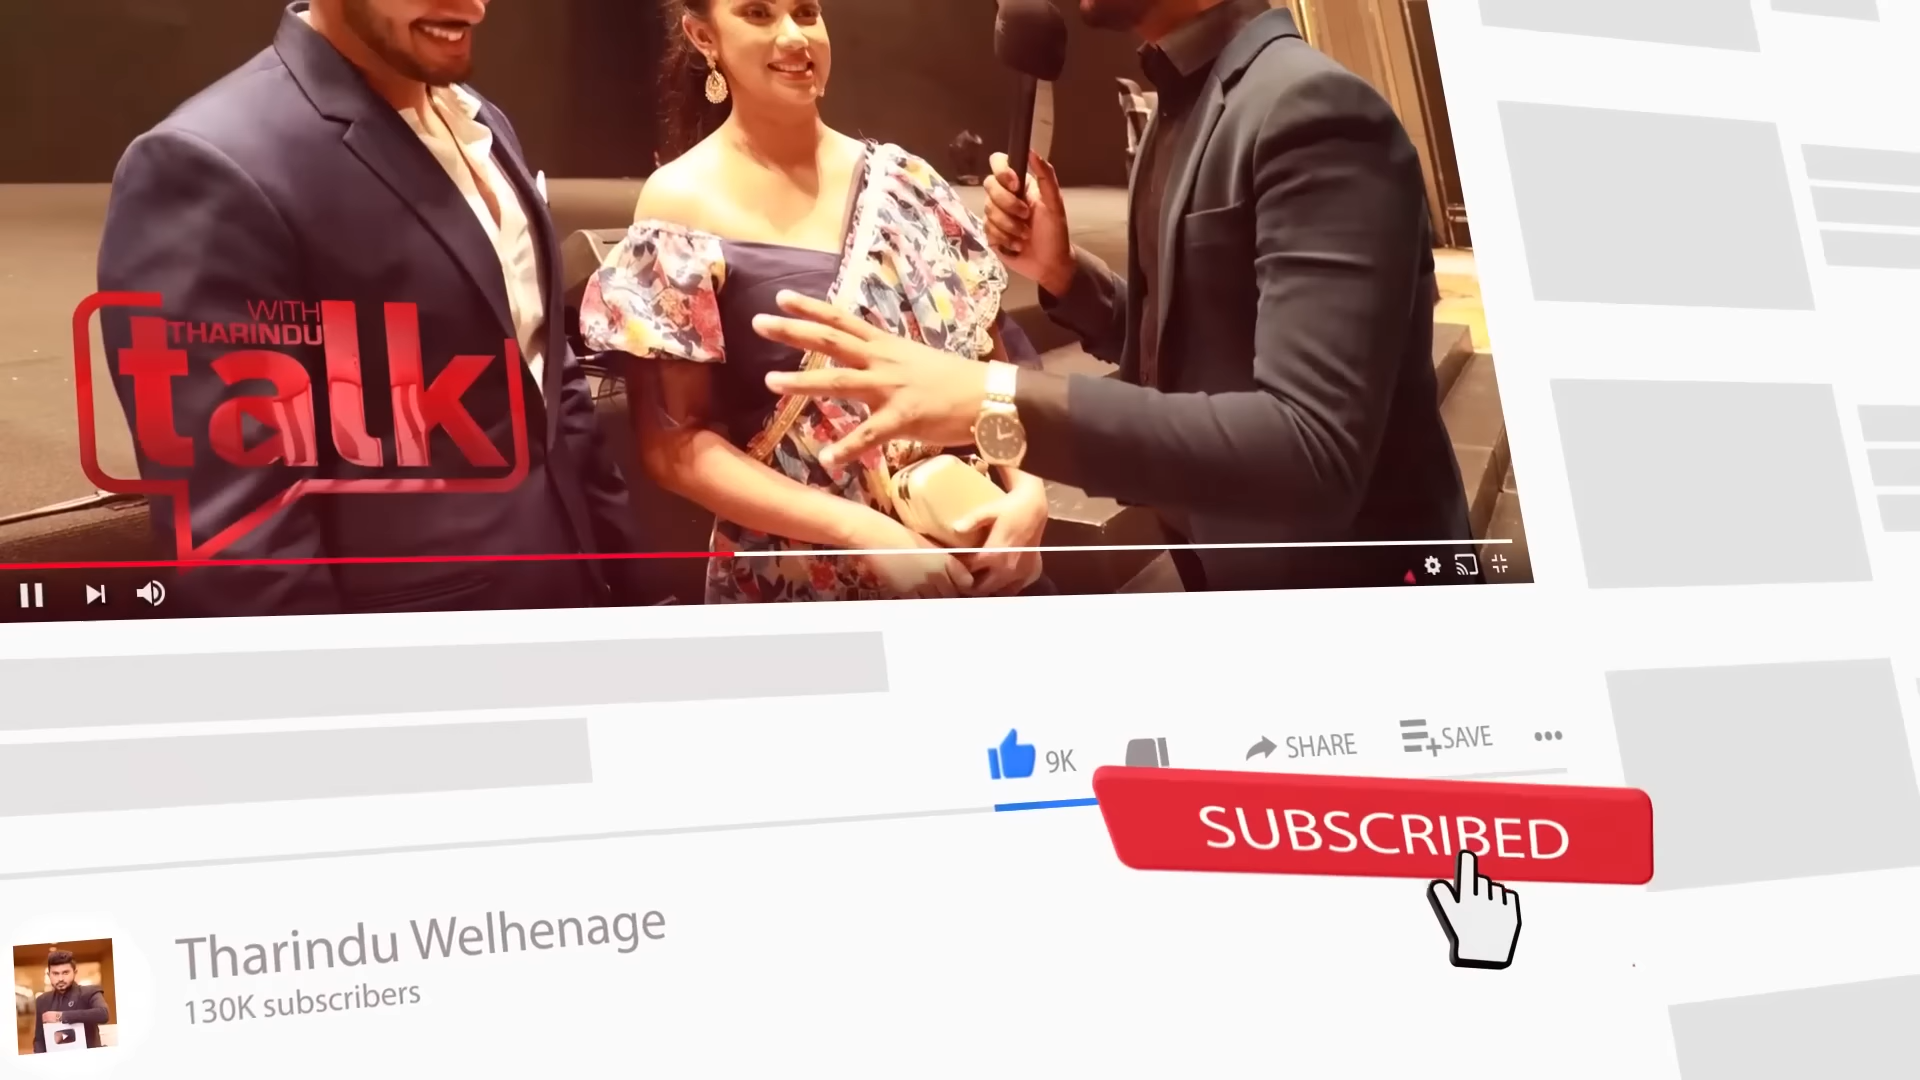 WITH
THARINDU
talk
9K
SHARE
SAVE
SUBSCRIBED
Tharindu Welhenage
130K subscribers